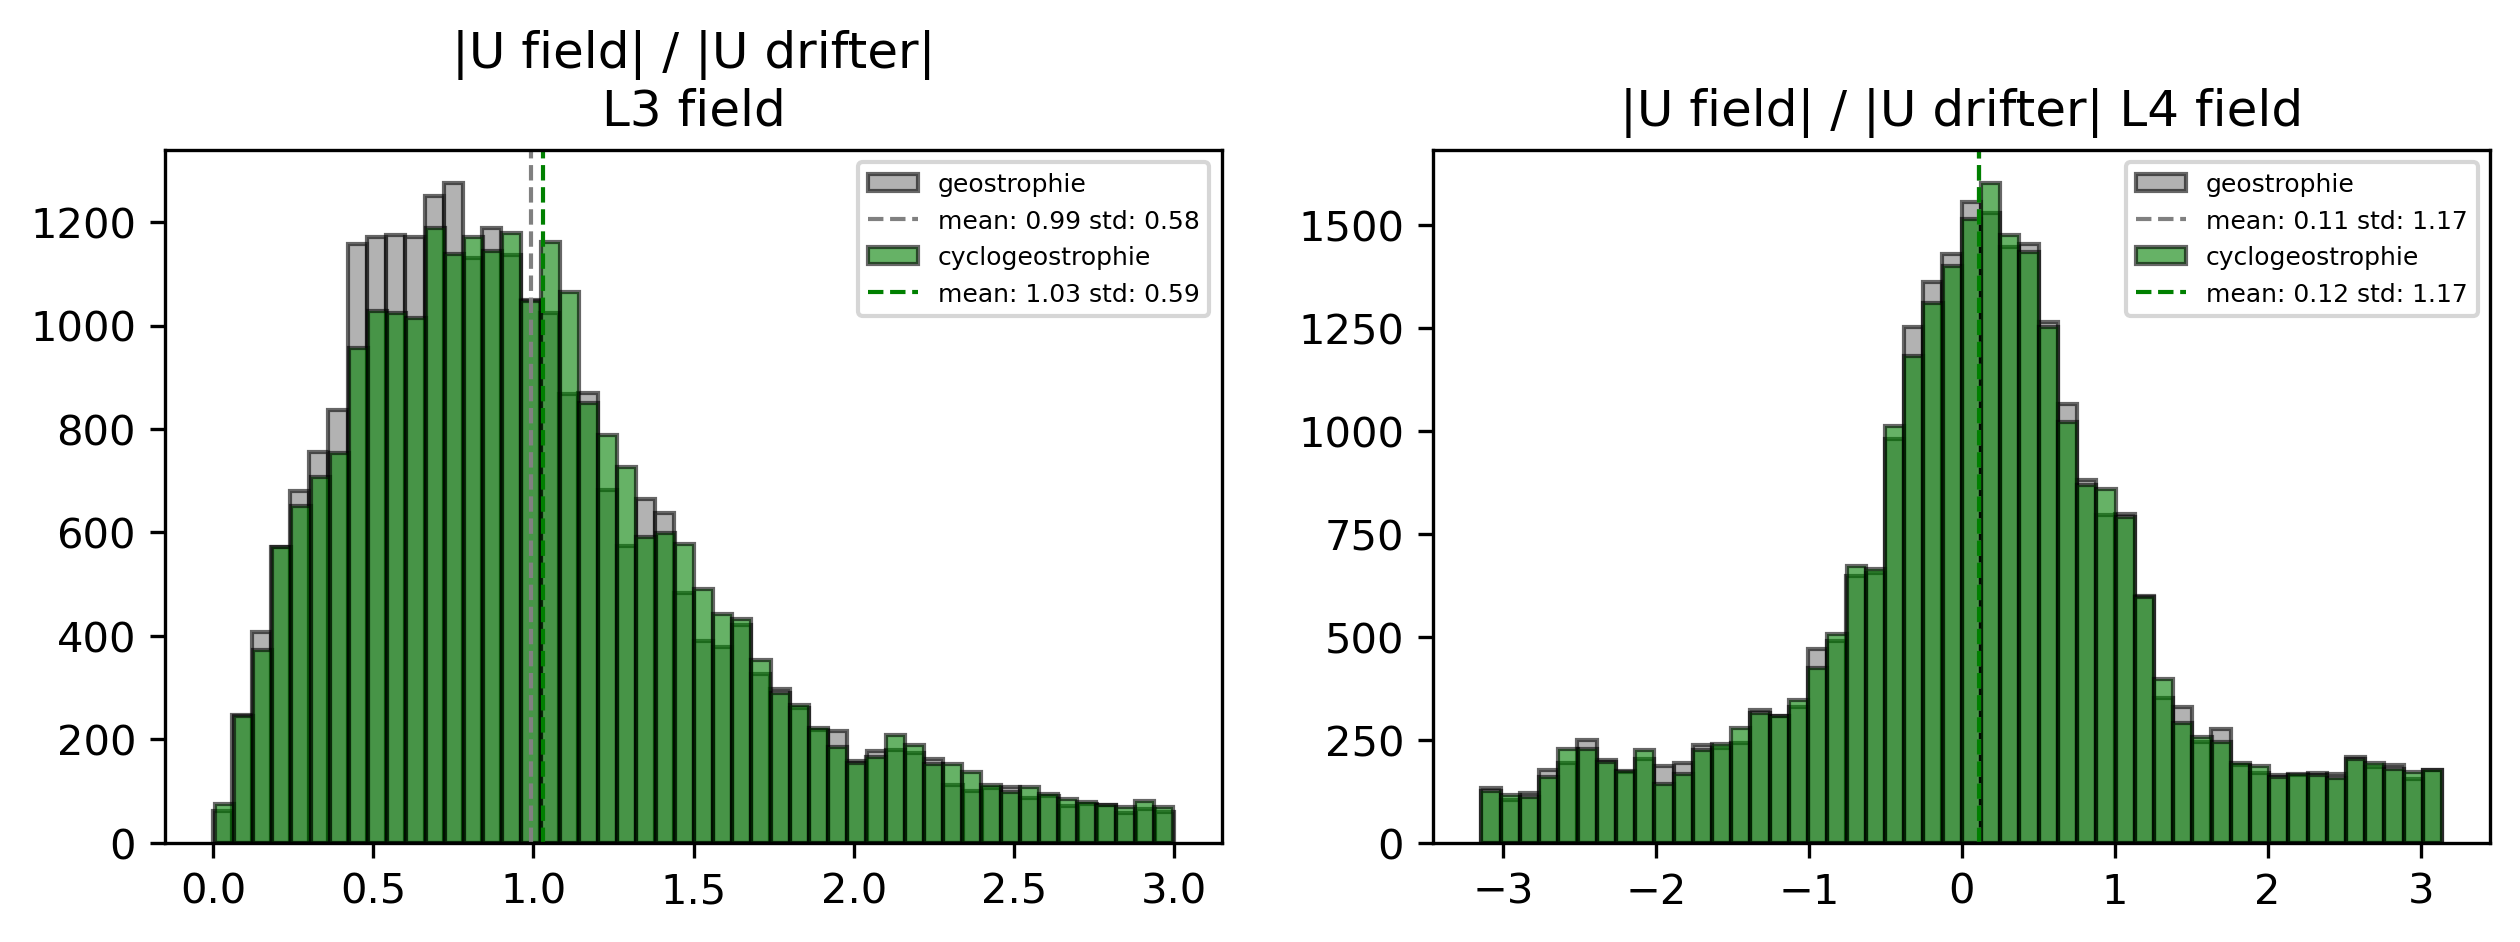 |U field| / |U drifter|
L3 field
geostrophie
mean: 0.99 std: 0.58
cyclogeostrophie
mean: 1.03 std: 0.59
1200
1000
800
600
400
200
0
0.0 0.5 1.0 1.5 2.0 2.5 3.0
|U field| / |U drifter| L4 field
geostrophie
mean: 0.11 std: 1.17
cyclogeostrophie
mean: 0.12 std: 1.17
1500
1250
1000
750
500
250
0
−3 −2 −1 0 1 2 3